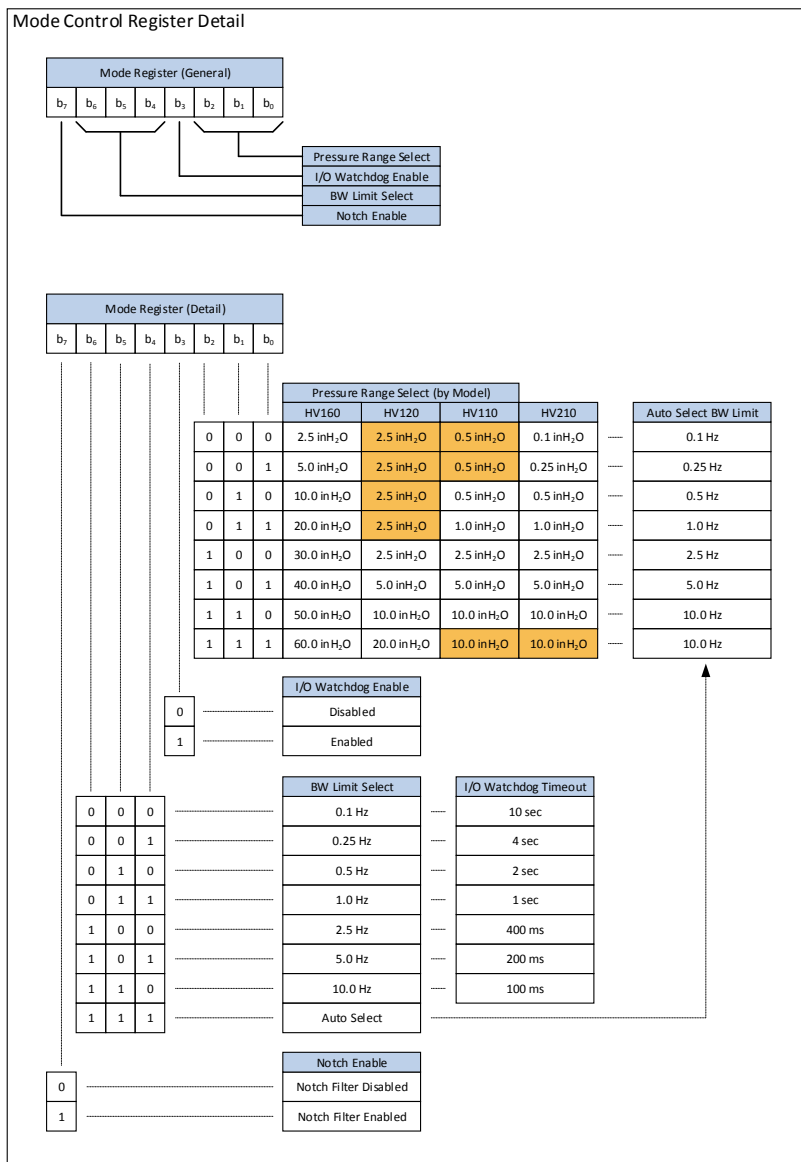 Mode Control Register Detail
Mode Register (General)
b₇ b₆ b₅ b₄ b₃ b₂ b₁ b₀
Pressure Range Select
I/O Watchdog Enable
BW Limit Select
Notch Enable
Mode Register (Detail)
b₇ b₆ b₅ b₄ b₃ b₂ b₁ b₀
Pressure Range Select (by Model)
HV160 HV120 HV110 HV210 Auto Select BW Limit
0 0 0 2.5 inH₂O 2.5 inH₂O 0.5 inH₂O 0.1 inH₂O 0.1 Hz
0 0 1 5.0 inH₂O 2.5 inH₂O 0.5 inH₂O 0.25 inH₂O 0.25 Hz
0 1 0 10.0 inH₂O 2.5 inH₂O 0.5 inH₂O 0.5 inH₂O 0.5 Hz
0 1 1 20.0 inH₂O 2.5 inH₂O 1.0 inH₂O 1.0 inH₂O 1.0 Hz
1 0 0 30.0 inH₂O 2.5 inH₂O 2.5 inH₂O 2.5 inH₂O 2.5 Hz
1 0 1 40.0 inH₂O 5.0 inH₂O 5.0 inH₂O 5.0 inH₂O 5.0 Hz
1 1 0 50.0 inH₂O 10.0 inH₂O 10.0 inH₂O 10.0 inH₂O 10.0 Hz
1 1 1 60.0 inH₂O 20.0 inH₂O 10.0 inH₂O 10.0 inH₂O 10.0 Hz
I/O Watchdog Enable
0 Disabled
1 Enabled
BW Limit Select I/O Watchdog Timeout
0 0 0 0.1 Hz 10 sec
0 0 1 0.25 Hz 4 sec
0 1 0 0.5 Hz 2 sec
0 1 1 1.0 Hz 1 sec
1 0 0 2.5 Hz 400 ms
1 0 1 5.0 Hz 200 ms
1 1 0 10.0 Hz 100 ms
1 1 1 Auto Select
Notch Enable
0 Notch Filter Disabled
1 Notch Filter Enabled